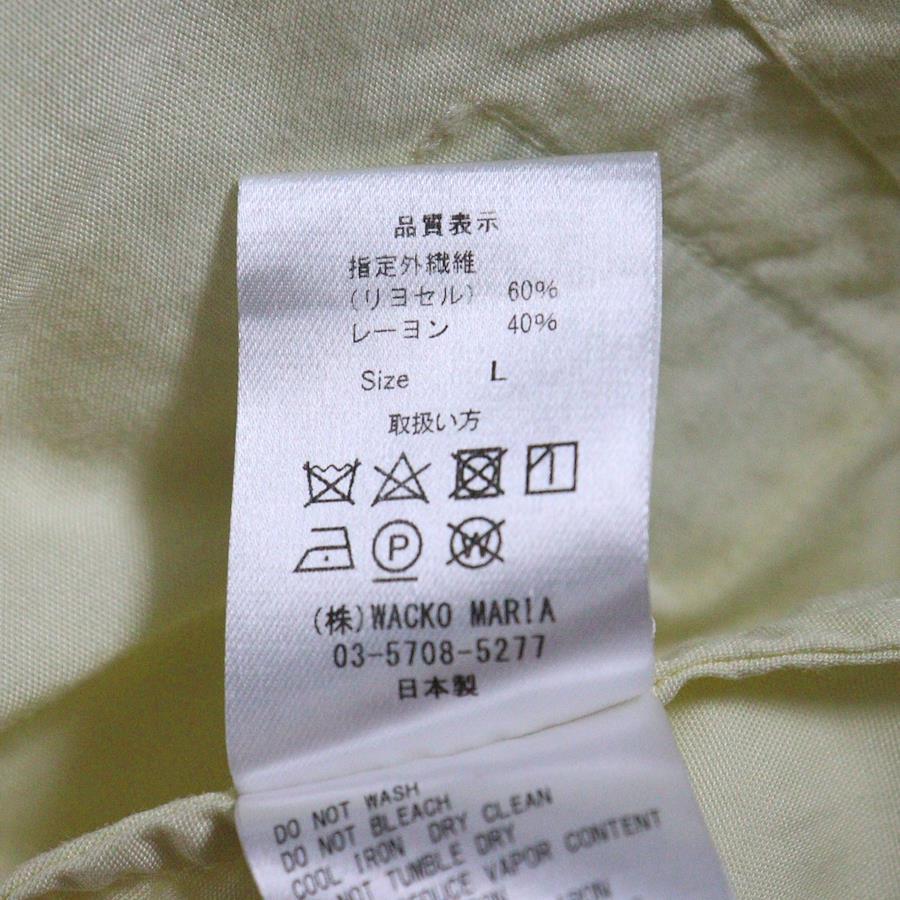 品質表示
指定外繊維
(リヨセル) 60%
レーヨン 40%
Size L
取扱い方
P
W
(株)WACKO MARIA
03-5708-5277
日本製
DO NOT WASH
DO NOT BLEACH
COOL IRON DRY CLEAN
NOT TUMBLE DRY
VAPOR CONTENT